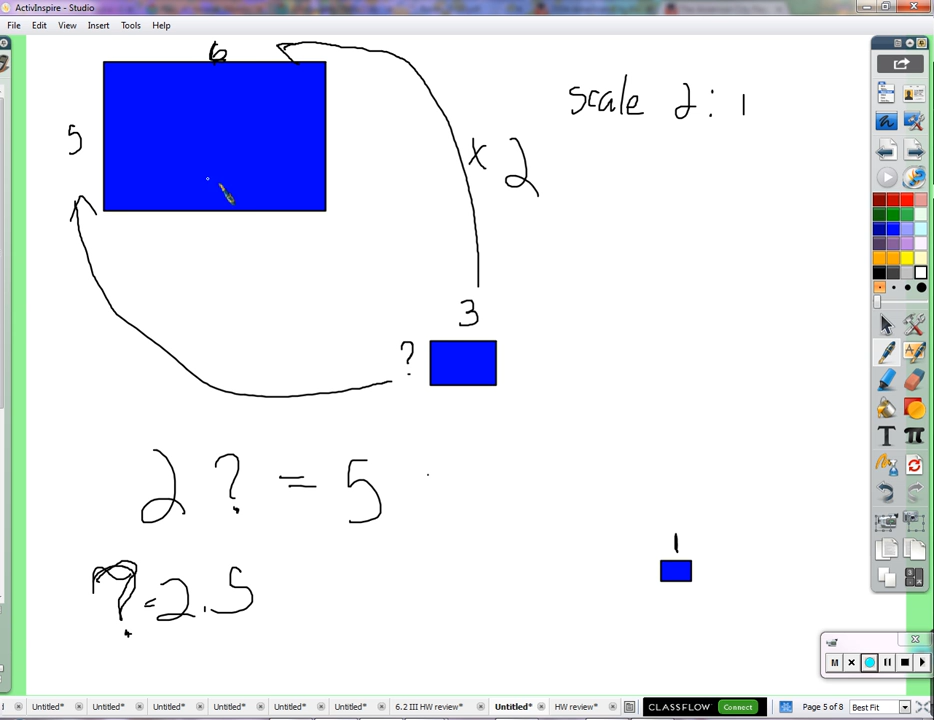 ActivInspire - Studio
File Edit View Insert Tools Help
6
scale 2 : 1
5
x 2
3
?
2 ? = 5
1
? = 2.5
Untitled* Untitled* Untitled* Untitled* Untitled* Untitled* 6.2 III HW review* Untitled* HW review* CLASSFLOW Connect Page 5 of 8 Best Fit